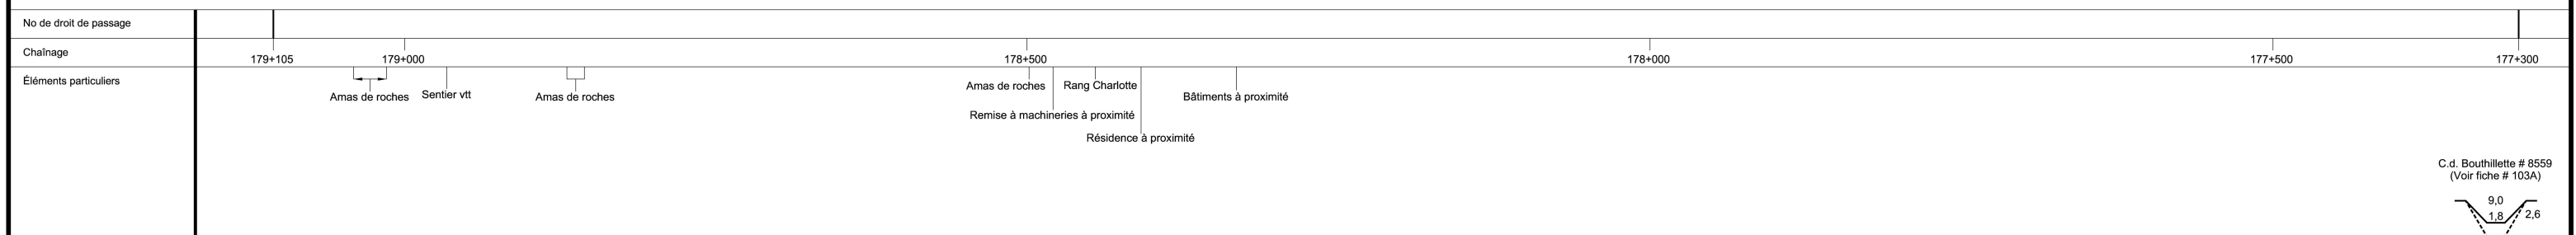 No de droit de passage
Chaînage
179+105
179+000
178+500
178+000
177+500
177+300
Éléments particuliers
Amas de roches
Sentier vtt
Amas de roches
Amas de roches
Rang Charlotte
Bâtiments à proximité
Remise à machineries à proximité
Résidence à proximité
C.d. Bouthillette # 8559
(Voir fiche # 103A)
9,0
1,8
2,6